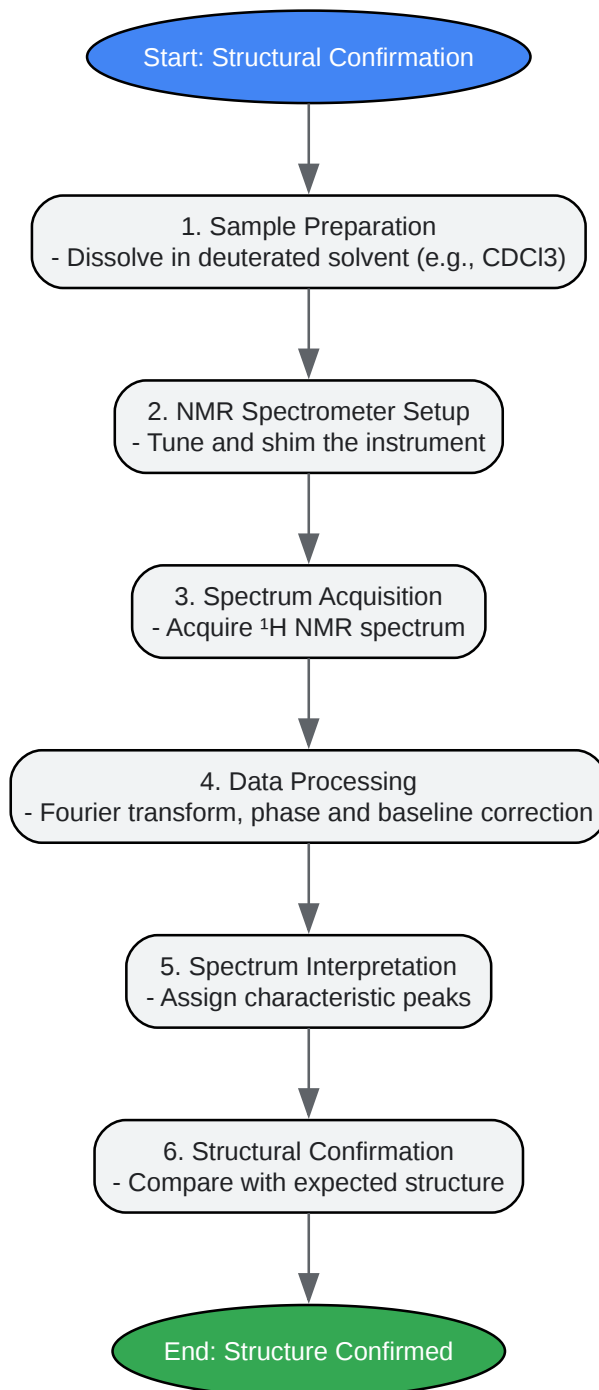 Start: Structural Confirmation
1. Sample Preparation
- Dissolve in deuterated solvent (e.g., CDCl3)
2. NMR Spectrometer Setup
- Tune and shim the instrument
3. Spectrum Acquisition
- Acquire ¹H NMR spectrum
4. Data Processing
- Fourier transform, phase and baseline correction
5. Spectrum Interpretation
- Assign characteristic peaks
6. Structural Confirmation
- Compare with expected structure
End: Structure Confirmed